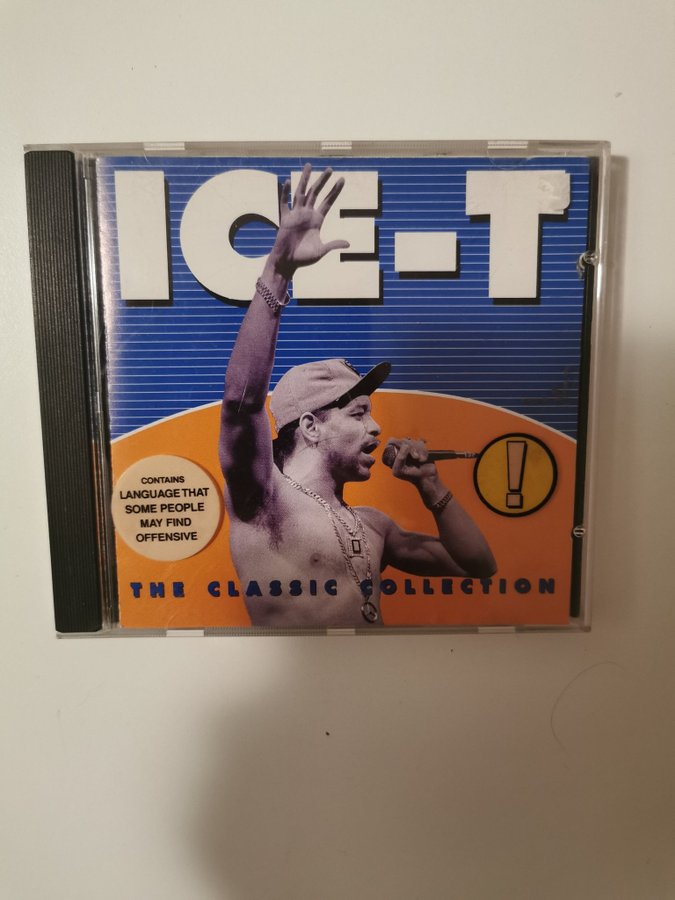 ICE-T
CONTAINS
LANGUAGE THAT
SOME PEOPLE
MAY FIND
OFFENSIVE
!
THE CLASSIC COLLECTION